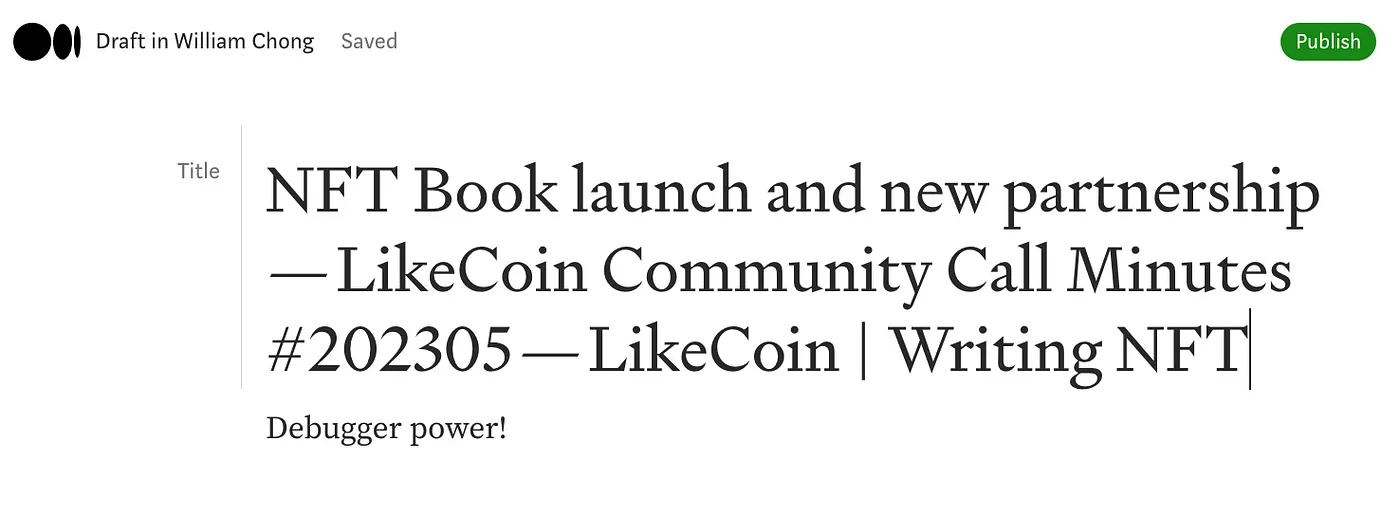 Draft in William Chong Saved Publish
Title
NFT Book launch and new partnership
— LikeCoin Community Call Minutes
#202305 — LikeCoin | Writing NFT
Debugger power!